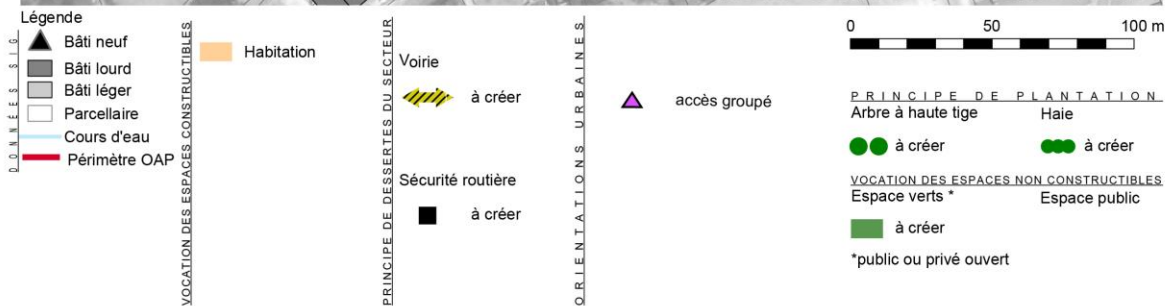 Légende
DONNÉES SIG
Bâti neuf
Bâti lourd
Bâti léger
Parcellaire
Cours d'eau
Périmètre OAP
VOCATION DES ESPACES CONSTRUCTIBLES
Habitation
PRINCIPE DE DESSERTES DU SECTEUR
Voirie
à créer
Sécurité routière
à créer
ORIENTATIONS URBAINES
accès groupé
0 50 100 m
PRINCIPE DE PLANTATION
Arbre à haute tige Haie
à créer à créer
VOCATION DES ESPACES NON CONSTRUCTIBLES
Espace verts * Espace public
à créer
*public ou privé ouvert